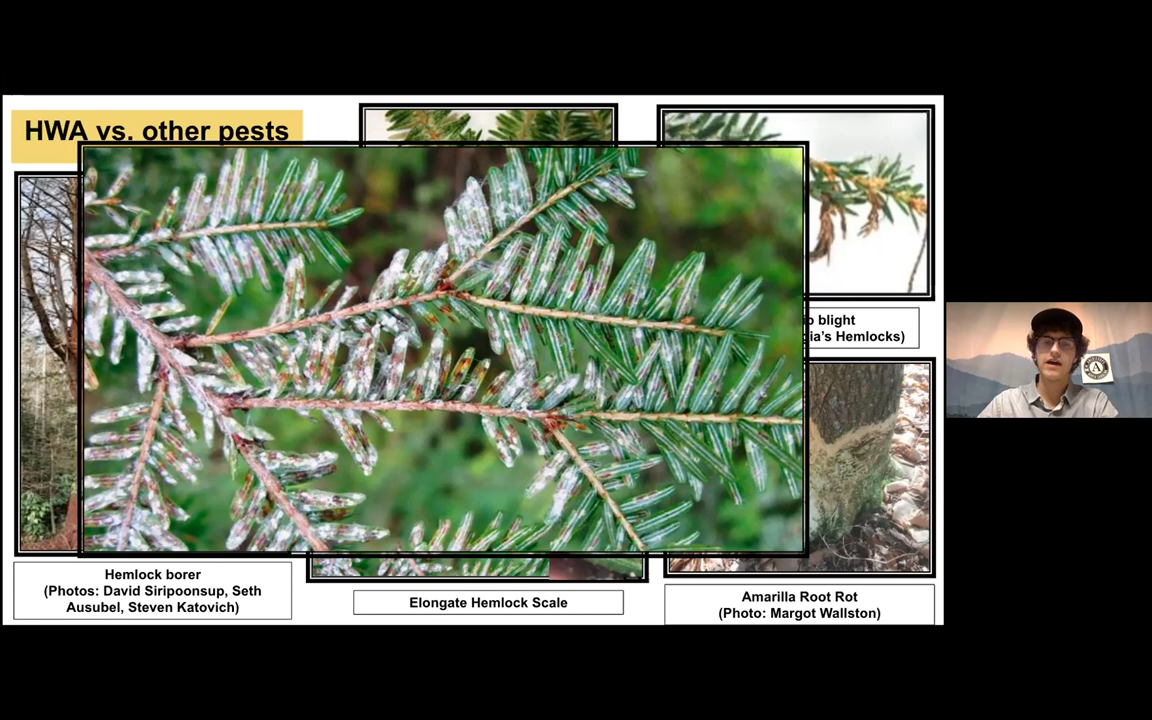 HWA vs. other pests
blight
Hemlocks)
Hemlock borer
(Photos: David Siripoonsup, Seth
Ausubel, Steven Katovich)
Elongate Hemlock Scale
Amarilla Root Rot
(Photo: Margot Wallston)
A